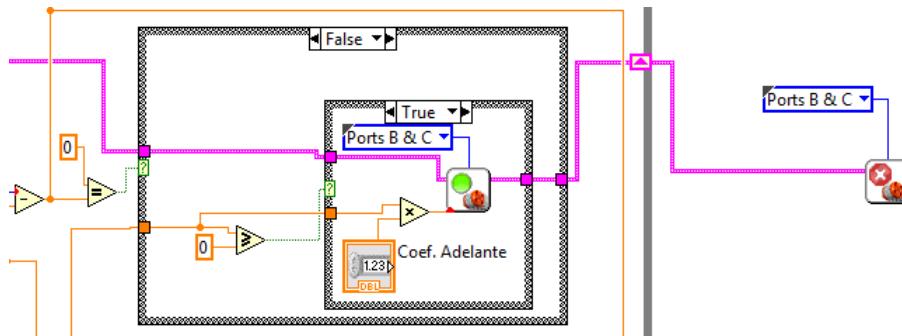 False
True
Ports B & C
Ports B & C
0
?
?
=
-
×
0
≥
Coef. Adelante
1.23
DBL